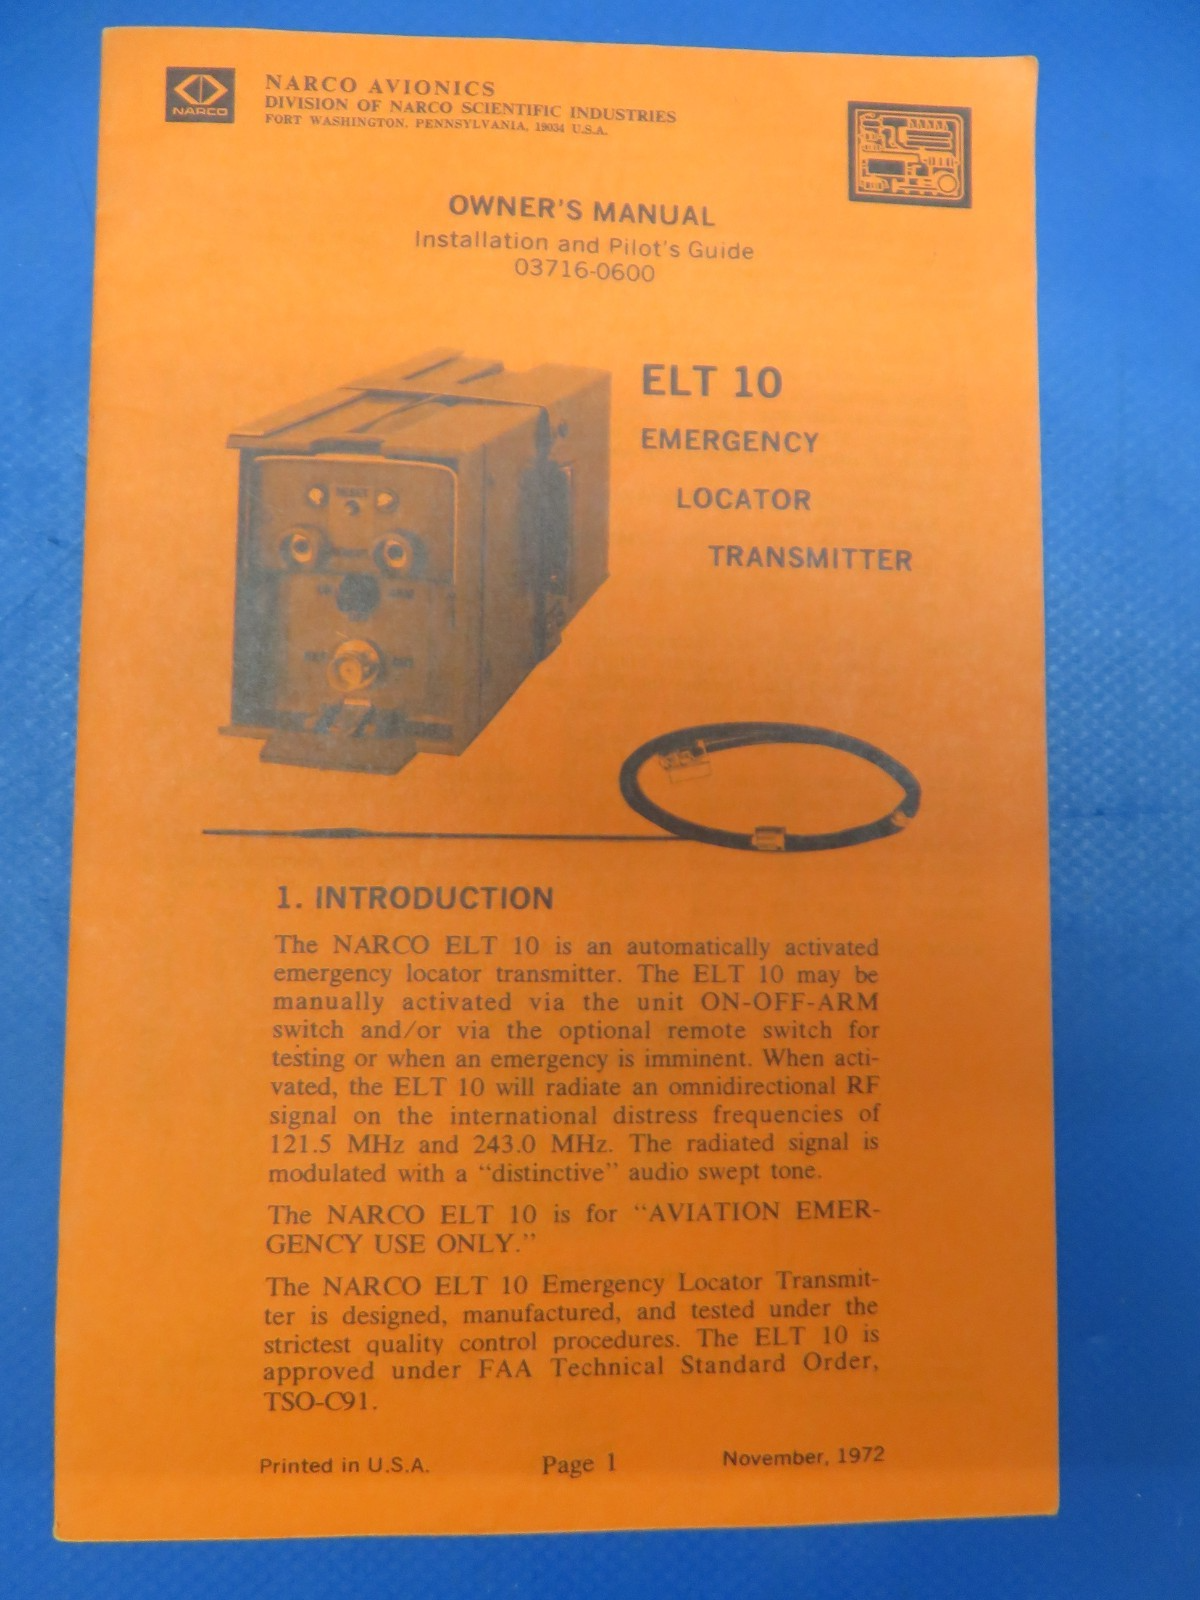 NARCO
NARCO AVIONICS
DIVISION OF NARCO SCIENTIFIC INDUSTRIES
FORT WASHINGTON, PENNSYLVANIA, 19034 U.S.A.
OWNER'S MANUAL
Installation and Pilot's Guide
03716-0600
ELT 10
EMERGENCY
LOCATOR
TRANSMITTER
RESET
1. INTRODUCTION
The NARCO ELT 10 is an automatically activated
emergency locator transmitter. The ELT 10 may be
manually activated via the unit ON-OFF-ARM
switch and/or via the optional remote switch for
testing or when an emergency is imminent. When acti-
vated, the ELT 10 will radiate an omnidirectional RF
signal on the international distress frequencies of
121.5 MHz and 243.0 MHz. The radiated signal is
modulated with a “distinctive” audio swept tone.
The NARCO ELT 10 is for “AVIATION EMER-
GENCY USE ONLY.”
The NARCO ELT 10 Emergency Locator Transmit-
ter is designed, manufactured, and tested under the
strictest quality control procedures. The ELT 10 is
approved under FAA Technical Standard Order,
TSO-C91.
Printed in U.S.A. Page 1 November, 1972